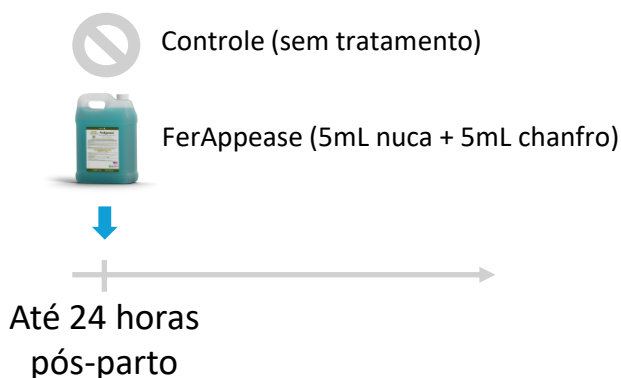 Controle (sem tratamento)
FerAppease (5mL nuca + 5mL chanfro)
Até 24 horas
pós-parto